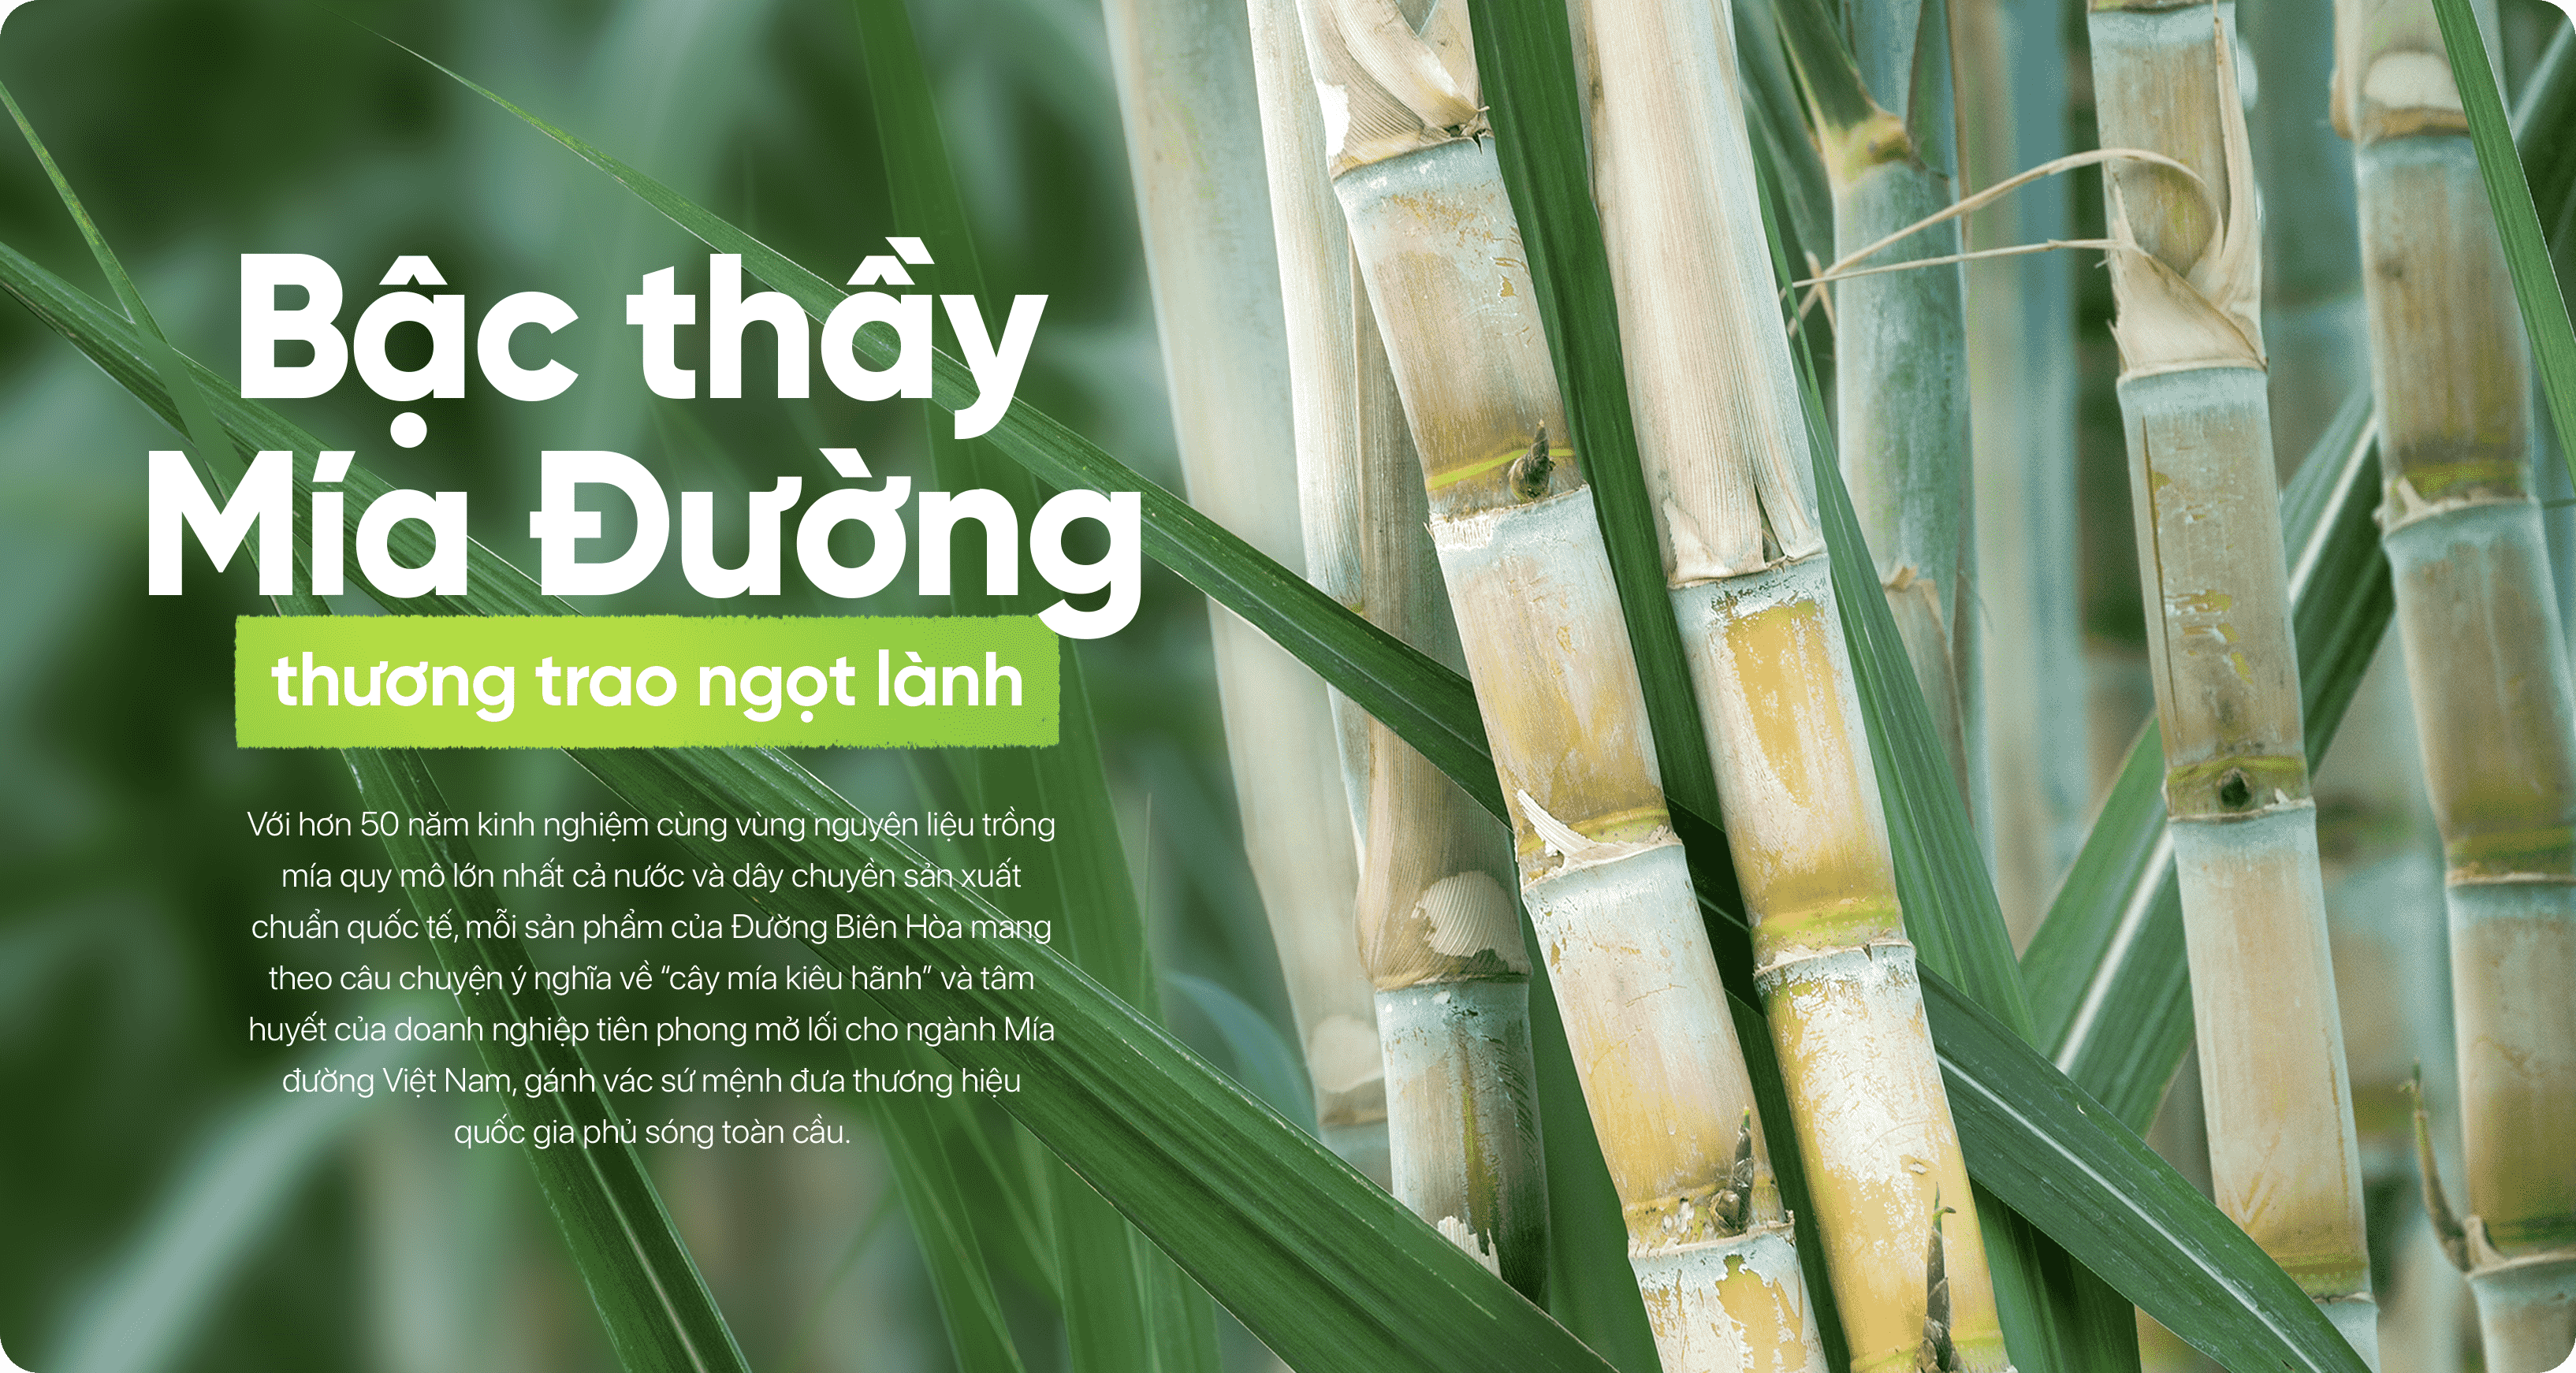 Bậc thầy
Mía Đường
thương trao ngọt lành
Với hơn 50 năm kinh nghiệm cùng vùng nguyên liệu trồng
mía quy mô lớn nhất cả nước và dây chuyền sản xuất
chuẩn quốc tế, mỗi sản phẩm của Đường Biên Hòa mang
theo câu chuyện ý nghĩa về “cây mía kiêu hãnh” và tâm
huyết của doanh nghiệp tiên phong mở lối cho ngành Mía
đường Việt Nam, gánh vác sứ mệnh đưa thương hiệu
quốc gia phủ sóng toàn cầu.